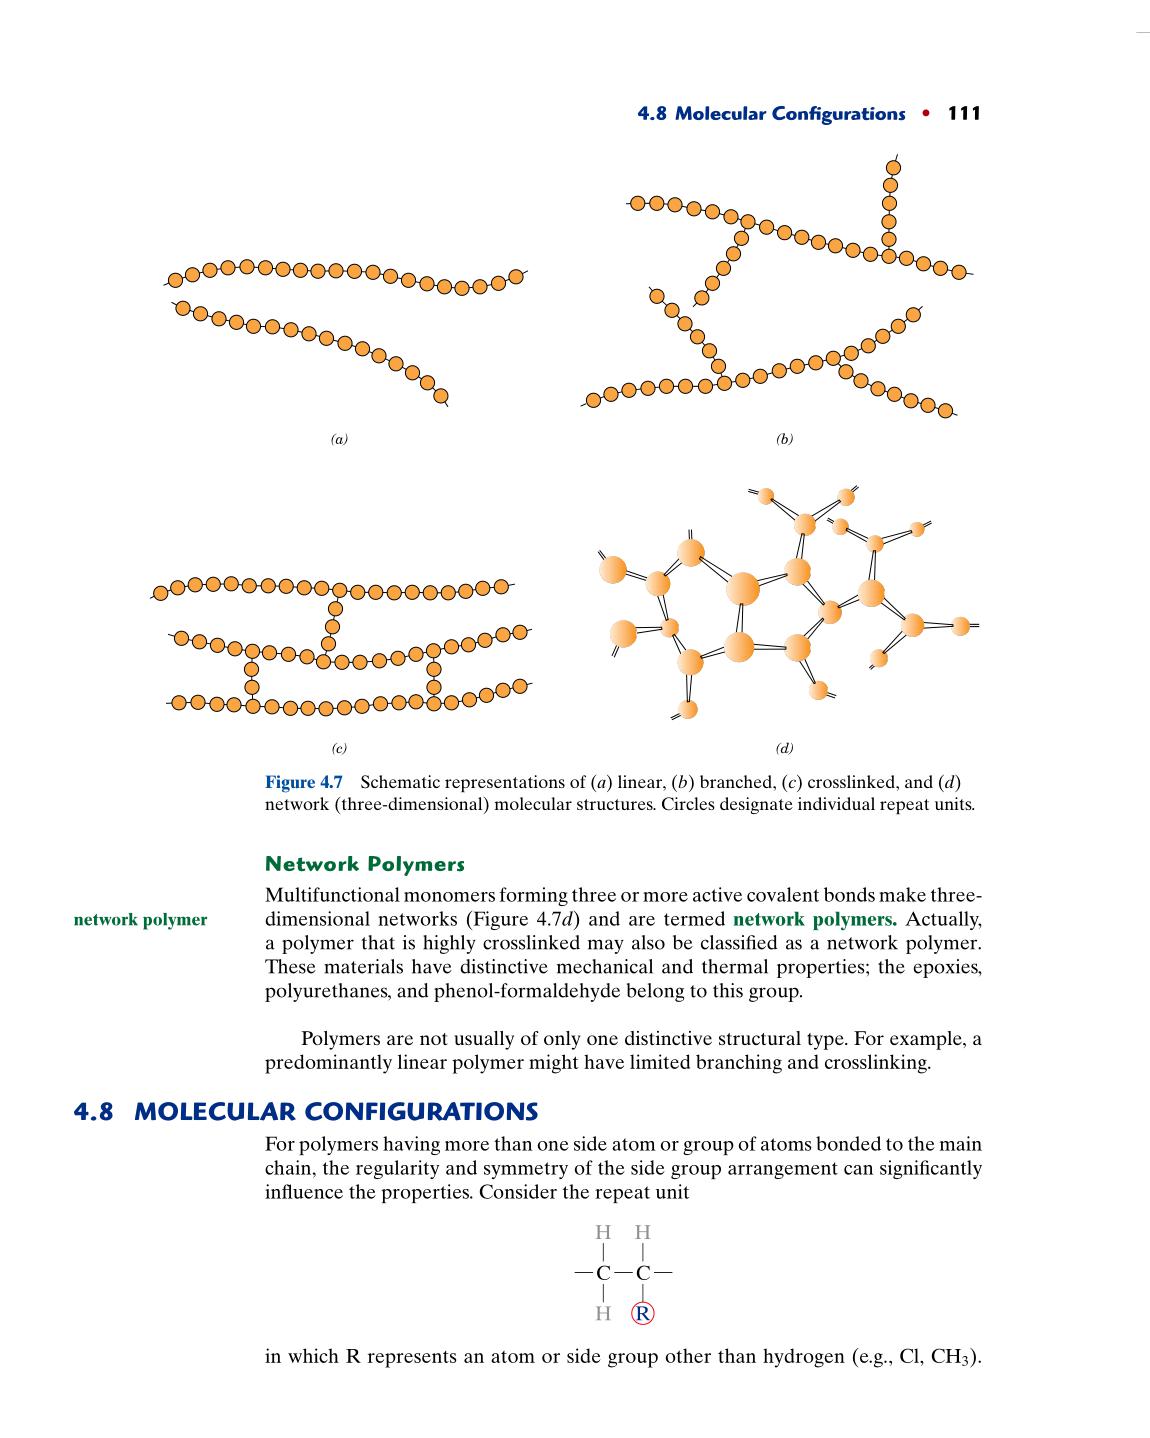 4.8 Molecular Configurations • 111
(a)
(b)
(c)
(d)
Figure 4.7 Schematic representations of (a) linear, (b) branched, (c) crosslinked, and (d)
network (three-dimensional) molecular structures. Circles designate individual repeat units.
Network Polymers
Multifunctional monomers forming three or more active covalent bonds make three-
network polymer
dimensional networks (Figure 4.7d) and are termed network polymers. Actually,
a polymer that is highly crosslinked may also be classified as a network polymer.
These materials have distinctive mechanical and thermal properties; the epoxies,
polyurethanes, and phenol-formaldehyde belong to this group.
Polymers are not usually of only one distinctive structural type. For example, a
predominantly linear polymer might have limited branching and crosslinking.
4.8 MOLECULAR CONFIGURATIONS
For polymers having more than one side atom or group of atoms bonded to the main
chain, the regularity and symmetry of the side group arrangement can significantly
influence the properties. Consider the repeat unit
H H
—C—C—
H R
in which R represents an atom or side group other than hydrogen (e.g., Cl, CH₃).